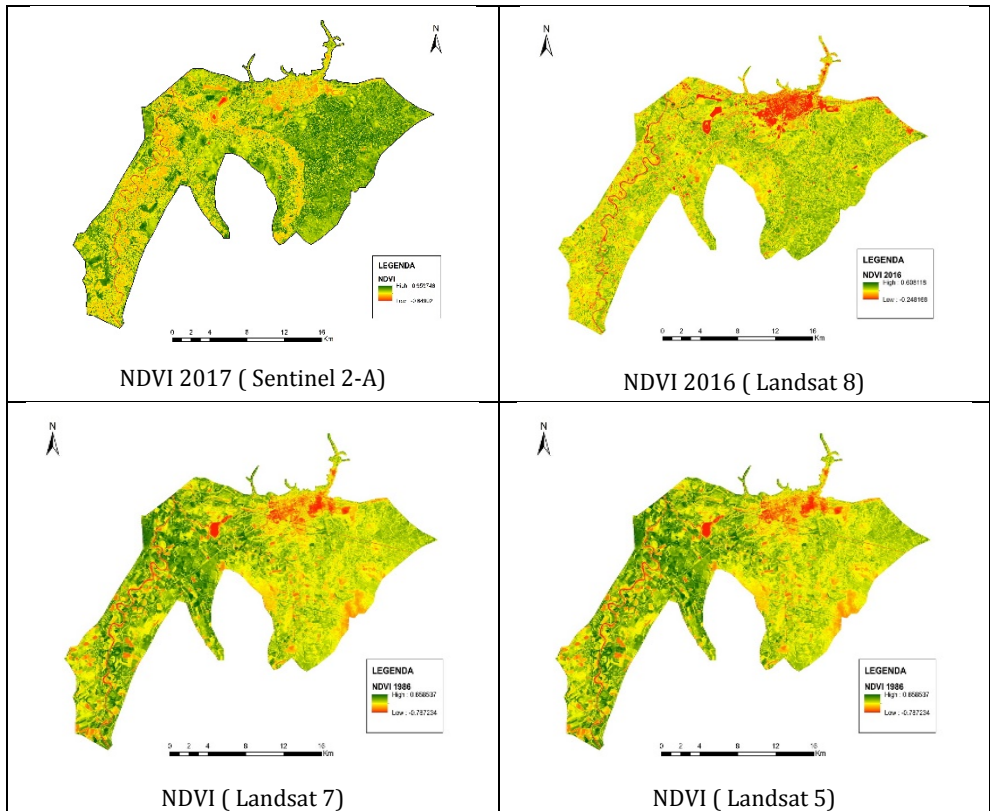 N
LEGENDA
NDVI
High :
Low :
0 2 4 8 12 16
Km
NDVI 2017 ( Sentinel 2-A)
N
LEGENDA
NDVI 2016
High : 0.608115
Low : -0.248168
0 2 4 8 12 16
Km
NDVI 2016 ( Landsat 8)
N
LEGENDA
NDVI 1986
High : 0.658537
Low : -0.787234
0 2 4 8 12 16
Km
NDVI ( Landsat 7)
N
LEGENDA
NDVI 1986
High : 0.658537
Low : -0.787234
0 2 4 8 12 16
Km
NDVI ( Landsat 5)